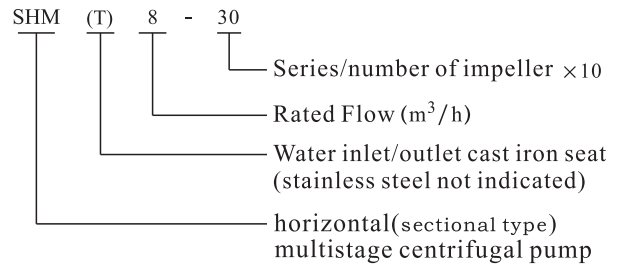 SHM (T) 8 - 30
Series/number of impeller ×10
Rated Flow (m³/h)
Water inlet/outlet cast iron seat
(stainless steel not indicated)
horizontal(sectional type)
multistage centrifugal pump